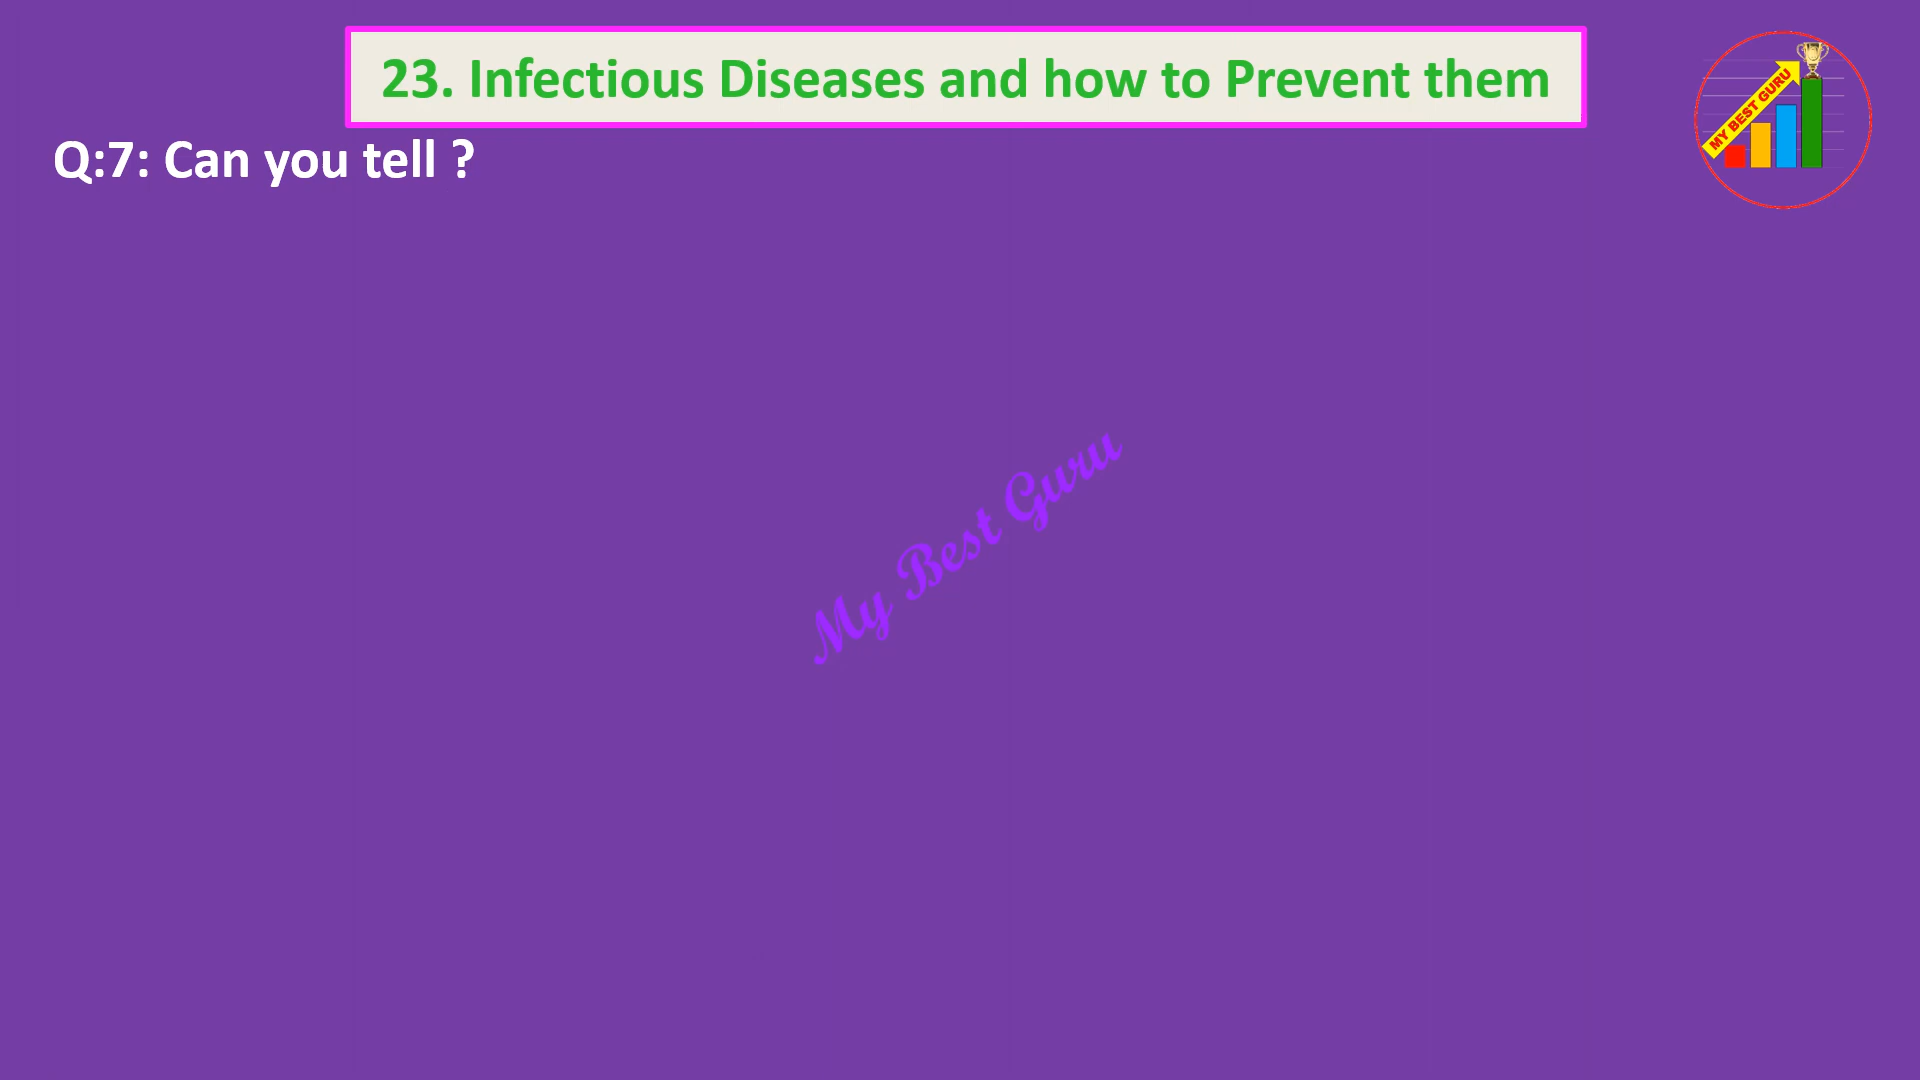 23. Infectious Diseases and how to Prevent them
MY BEST GURU
Q:7: Can you tell ?
My Best Guru